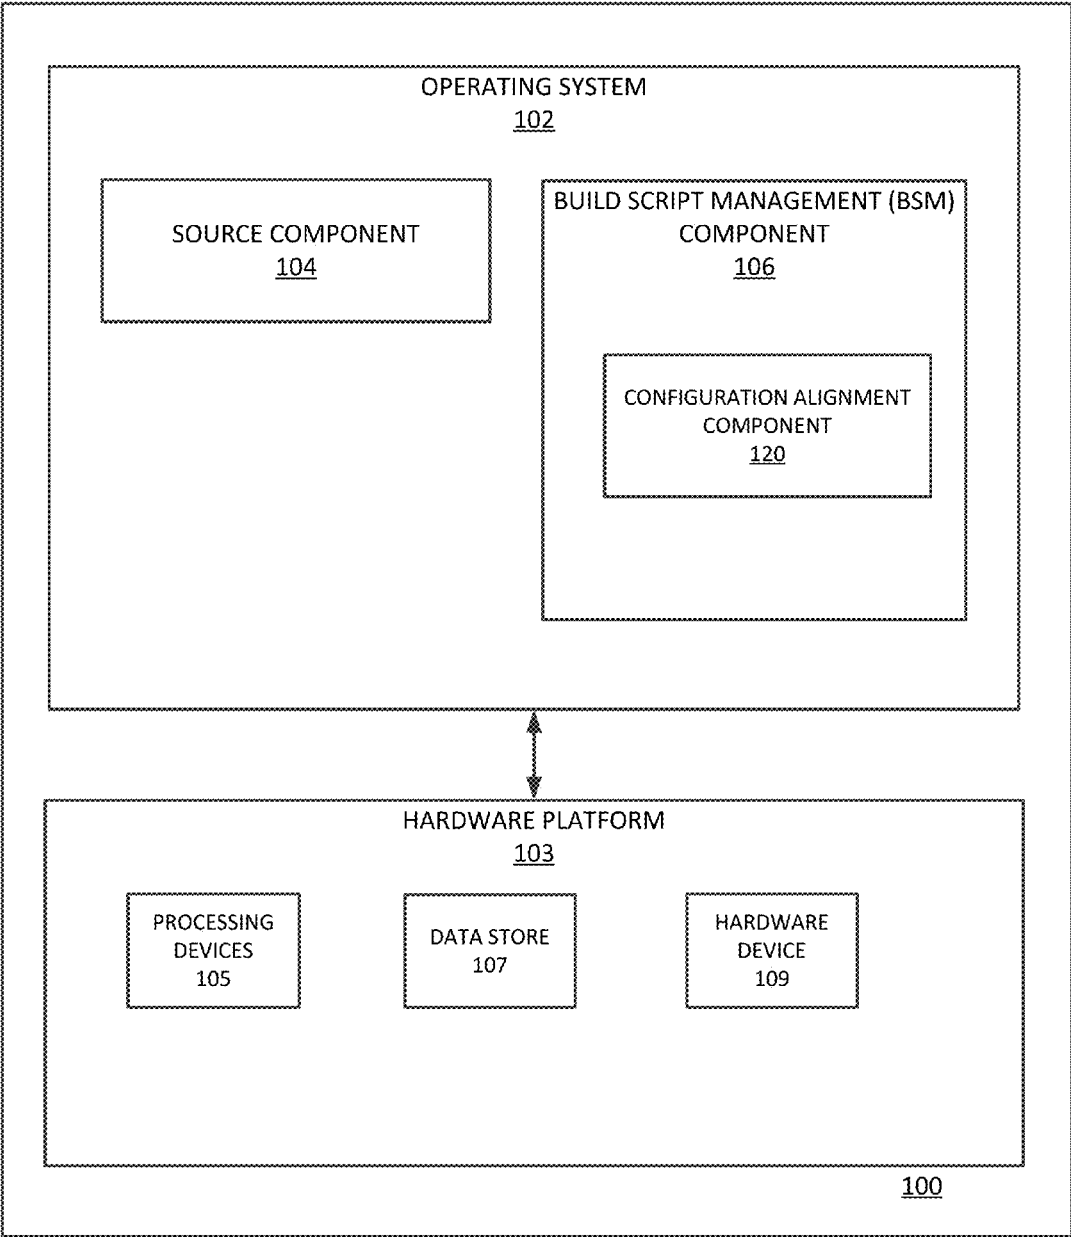 OPERATING SYSTEM
102
SOURCE COMPONENT
104
BUILD SCRIPT MANAGEMENT (BSM)
COMPONENT
106
CONFIGURATION ALIGNMENT
COMPONENT
120
HARDWARE PLATFORM
103
PROCESSING
DEVICES
105
DATA STORE
107
HARDWARE
DEVICE
109
100